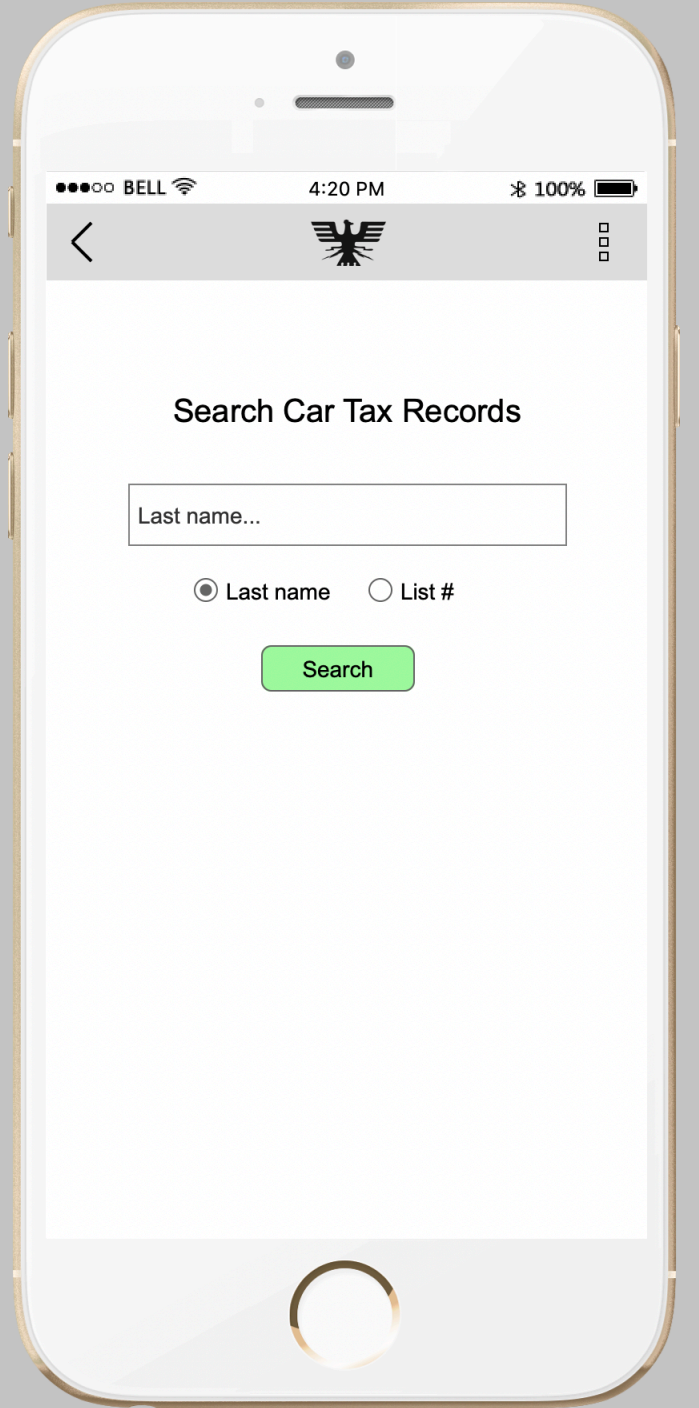 BELL 4:20 PM 100%
Search Car Tax Records
Last name...
Last name List #
Search